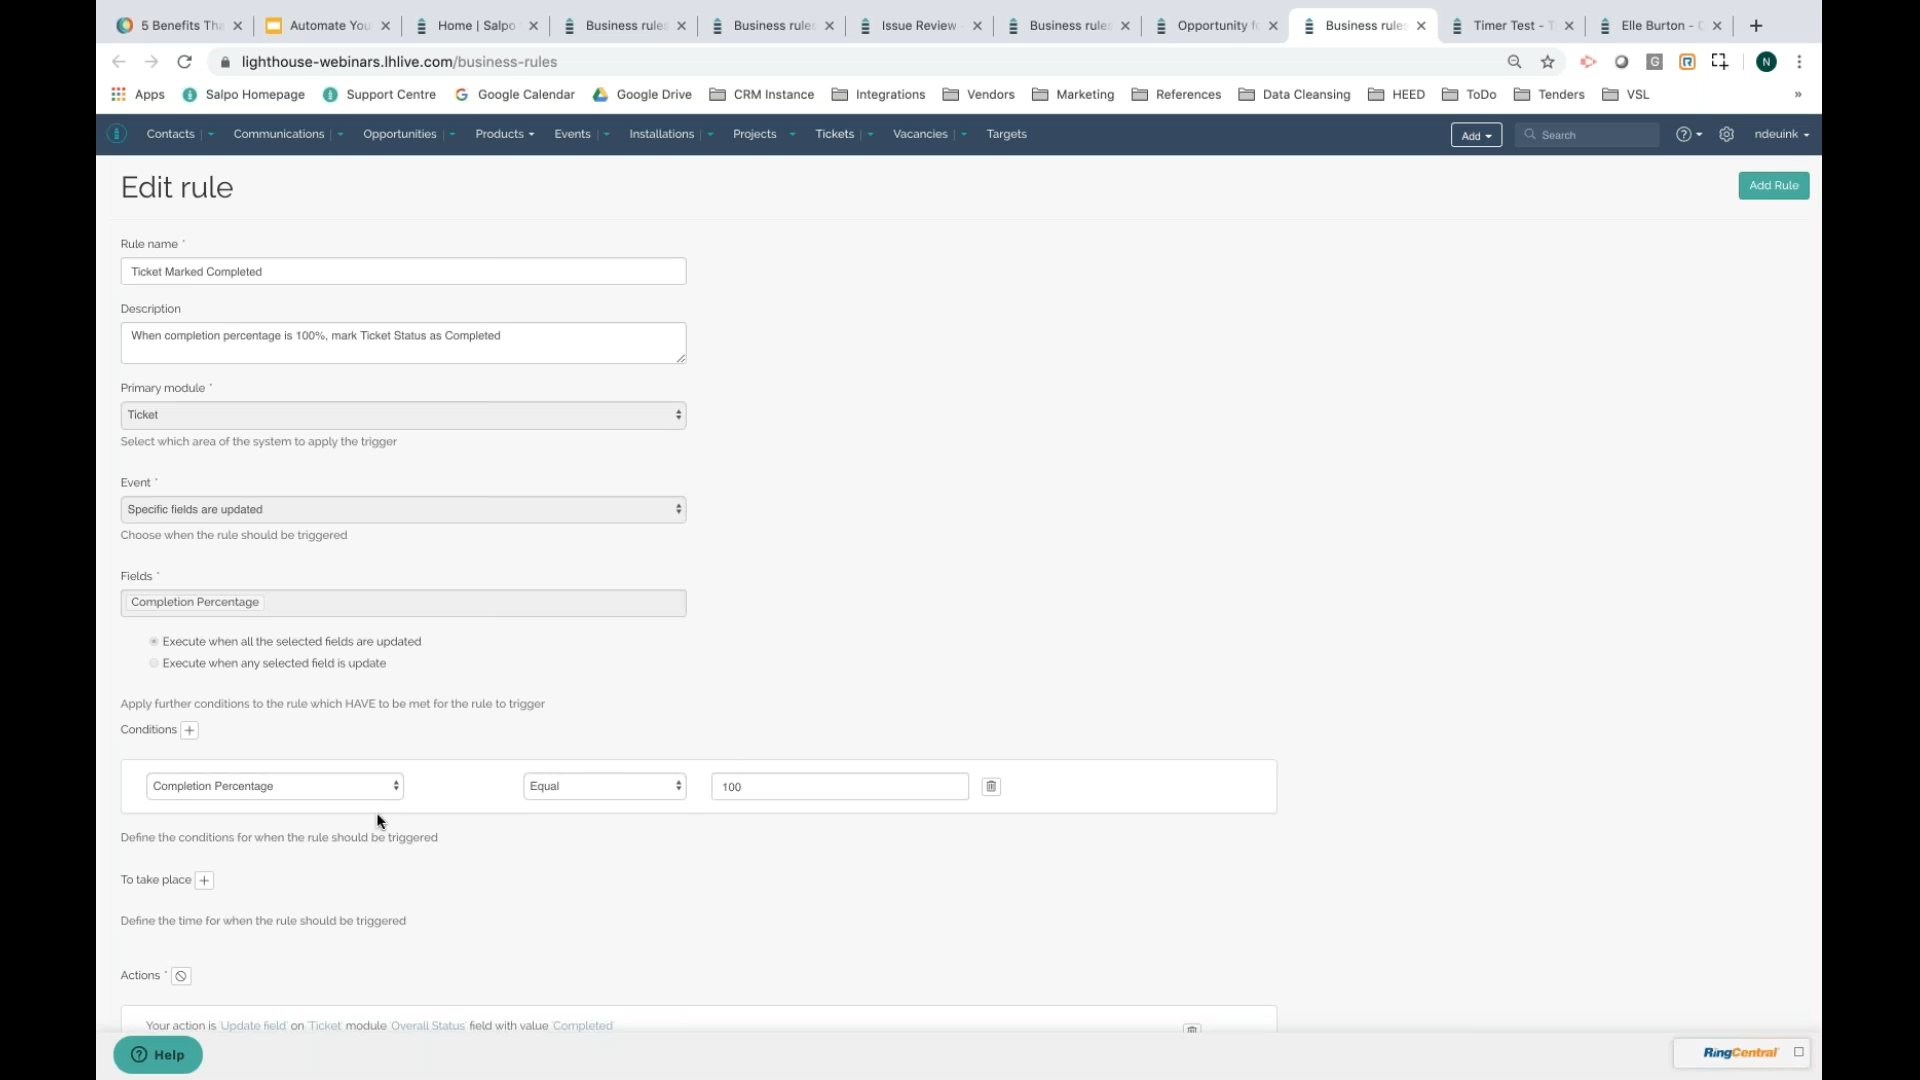 5 Benefits Tha
Automate You
Home | Salpo
Business rules
Business rules
Issue Review
Business rules
Opportunity fo
Business rules
Timer Test - T
Elle Burton -
lighthouse-webinars.lhlive.com/business-rules
N
Apps Salpo Homepage Support Centre Google Calendar Google Drive CRM Instance Integrations Vendors Marketing References Data Cleansing HEED ToDo Tenders VSL »
Contacts Communications Opportunities Products Events Installations Projects Tickets Vacancies Targets Add Search ndeuink
Edit rule
Add Rule
Rule name *
Ticket Marked Completed
Description
When completion percentage is 100%, mark Ticket Status as Completed
Primary module *
Ticket
Select which area of the system to apply the trigger
Event *
Specific fields are updated
Choose when the rule should be triggered
Fields *
Completion Percentage
Execute when all the selected fields are updated
Execute when any selected field is update
Apply further conditions to the rule which HAVE to be met for the rule to trigger
Conditions +
Completion Percentage Equal 100
Define the conditions for when the rule should be triggered
To take place +
Define the time for when the rule should be triggered
Actions *
Your action is 'Update field' on 'Ticket' module 'Overall Status' field with value 'Completed'
? Help
RingCentral